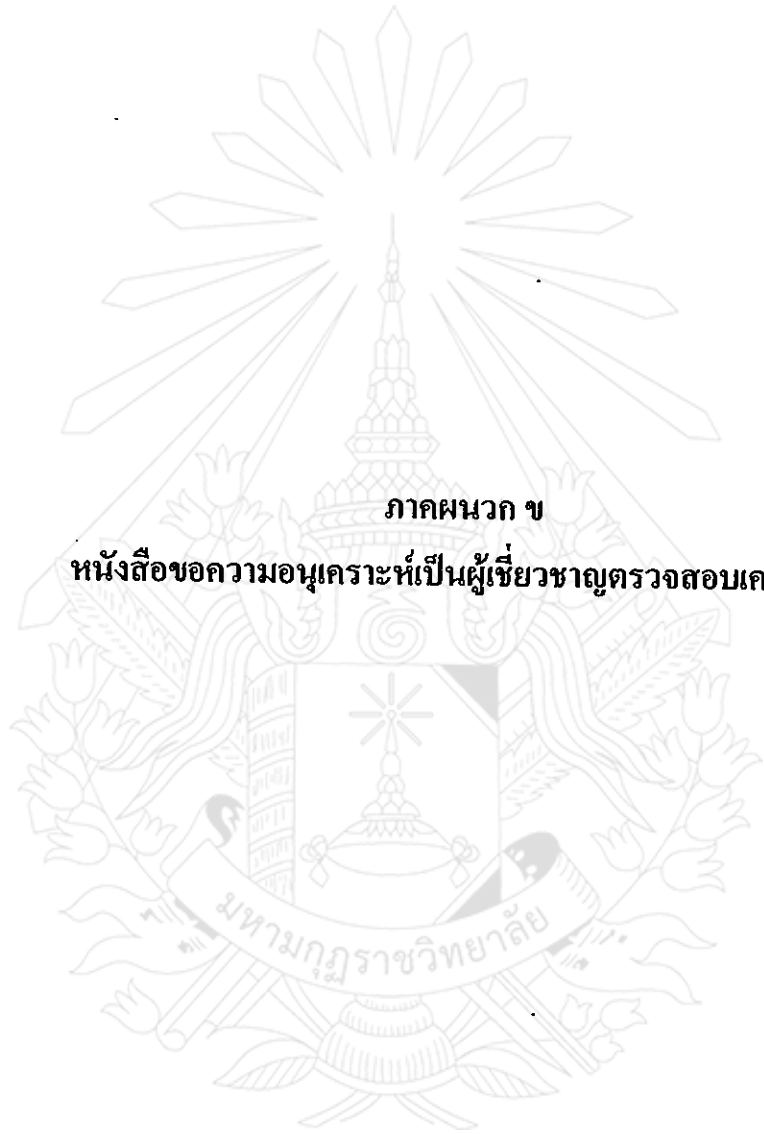 ภาคผนวก ข
หนังสือขอความอนุเคราะห์เป็นผู้เชี่ยวชาญตรวจสอบเค
มหามกุฏราชวิทยาลัย